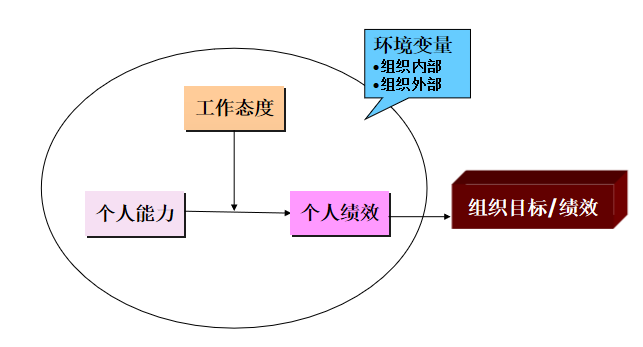 环境变量
•组织内部
•组织外部
工作态度
个人能力
个人绩效
组织目标/绩效